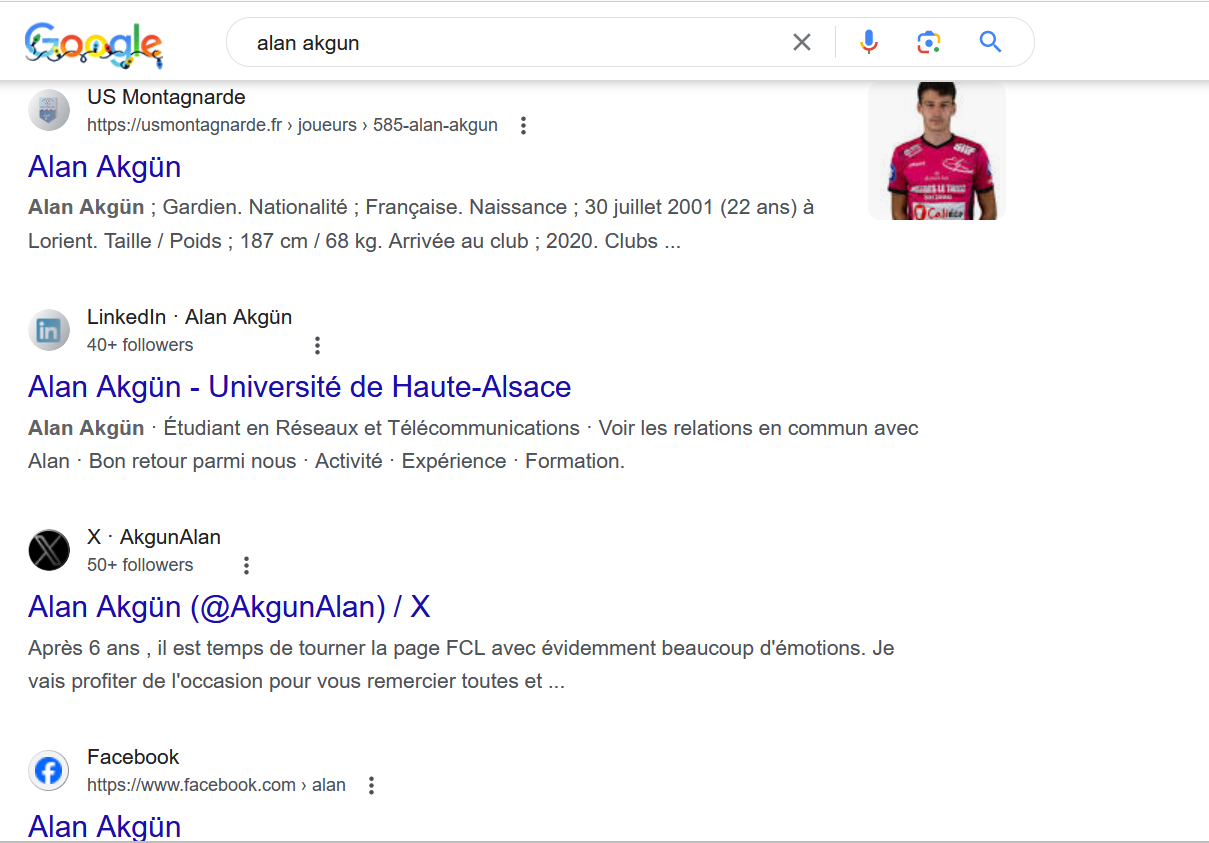 Google
alan akgun
US Montagnarde
https://usmontagnarde.fr › joueurs › 585-alan-akgun
Alan Akgün
Alan Akgün ; Gardien. Nationalité ; Française. Naissance ; 30 juillet 2001 (22 ans) à
Lorient. Taille / Poids ; 187 cm / 68 kg. Arrivée au club ; 2020. Clubs ...
LinkedIn · Alan Akgün
40+ followers
Alan Akgün - Université de Haute-Alsace
Alan Akgün · Étudiant en Réseaux et Télécommunications · Voir les relations en commun avec
Alan · Bon retour parmi nous · Activité · Expérience · Formation.
X · AkgunAlan
50+ followers
Alan Akgün (@AkgunAlan) / X
Après 6 ans , il est temps de tourner la page FCL avec évidemment beaucoup d'émotions. Je
vais profiter de l'occasion pour vous remercier toutes et ...
Facebook
https://www.facebook.com › alan
Alan Akgün